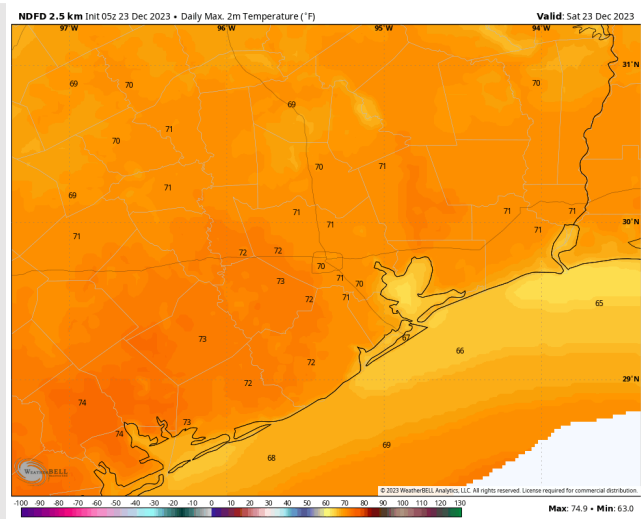 NDFD 2.5 km Init 05z 23 Dec 2023 • Daily Max. 2m Temperature (°F)
Valid: Sat 23 Dec 2023
97°W 96°W 95°W 94°W
31°N
69 70 70
69
71
70
70 71
71
69
71 71 71
71 71
71
30°N
72 72
70
73 71 70
72 71
65
67
73 66
72
72
29°N
74
73
74
69
68
WEATHERBELL
© 2023 WeatherBELL Analytics, LLC. All rights reserved. License required for commercial distribution.
-100 -90 -80 -70 -60 -50 -40 -30 -20 -10 0 10 20 30 40 50 60 70 80 90 100 110 120 130
Max: 74.9 • Min: 63.0